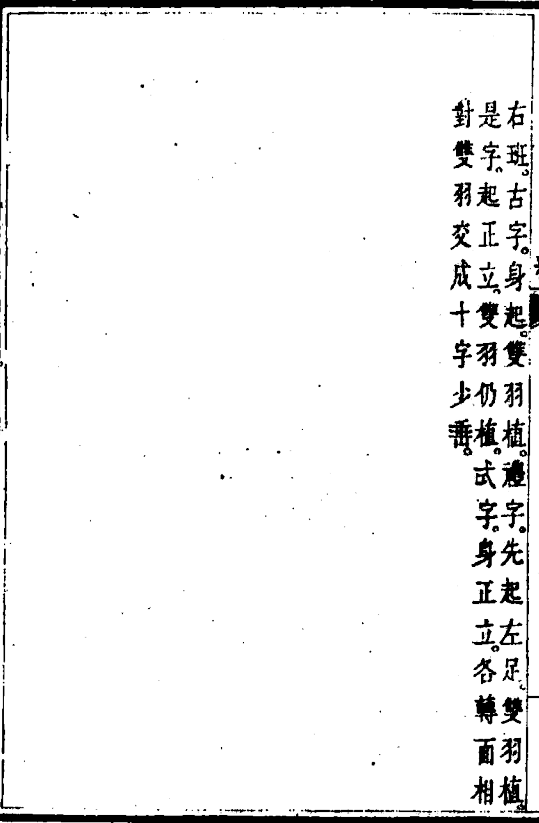 右班。古字。身起。雙羽植。禮字。先起左足。雙羽植。
是字。起正立。雙羽仍植。式字。身正立。各轉面相
對雙羽交成十字少垂。